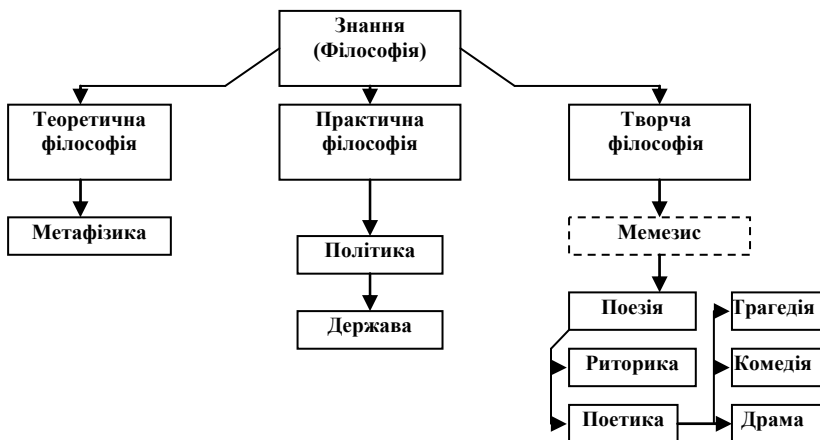 Знання
(Філософія)
Теоретична
філософія
Практична
філософія
Творча
філософія
Метафізика
Мемезис
Політика
Поезія
Трагедія
Держава
Риторика
Комедія
Поетика
Драма